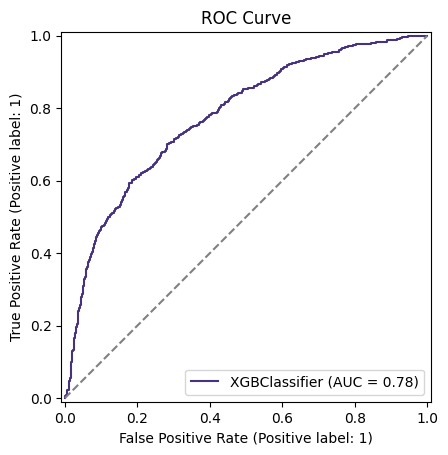 ROC Curve
True Positive Rate (Positive label: 1)
1.0
0.8
0.6
0.4
0.2
0.0
XGBClassifier (AUC = 0.78)
0.0 0.2 0.4 0.6 0.8 1.0
False Positive Rate (Positive label: 1)